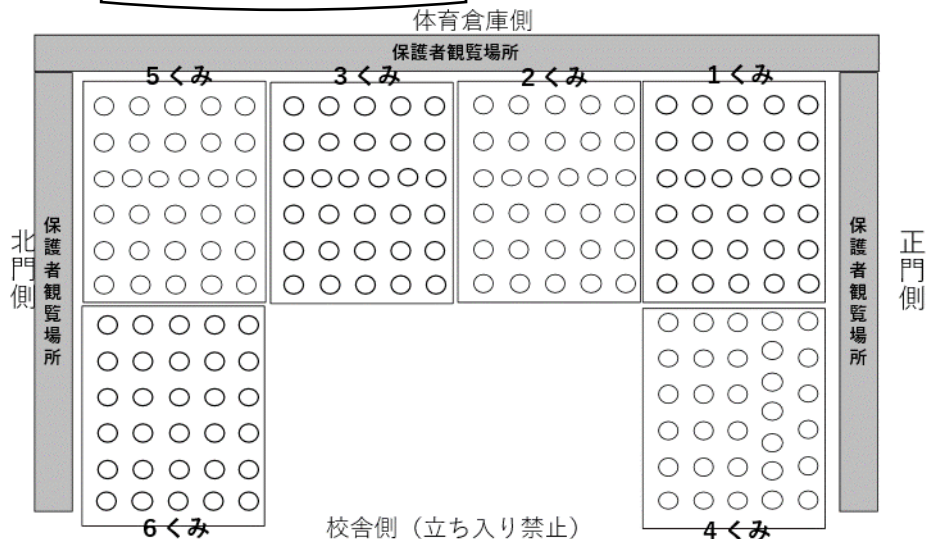 体育倉庫側
保護者観覧場所
5くみ
3くみ
2くみ
1くみ
北門側
保護者観覧場所
保護者観覧場所
正門側
6くみ
校舎側（立ち入り禁止）
4くみ